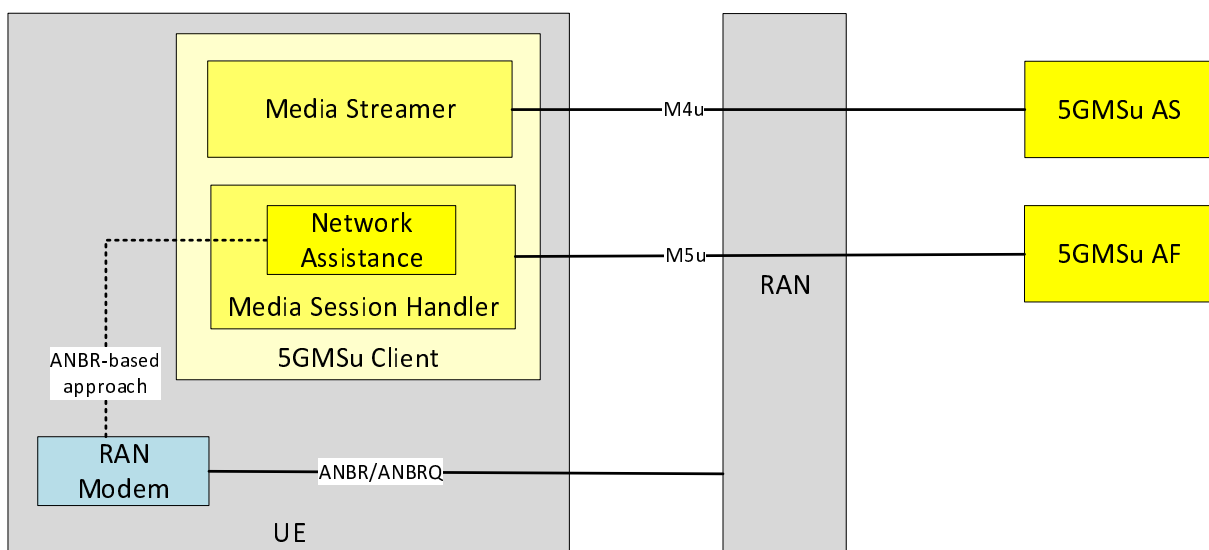 Media Streamer
M4u
5GMSu AS
Network
Assistance
M5u
5GMSu AF
RAN
Media Session Handler
5GMSu Client
ANBR-based
approach
RAN
Modem
ANBR/ANBRQ
UE